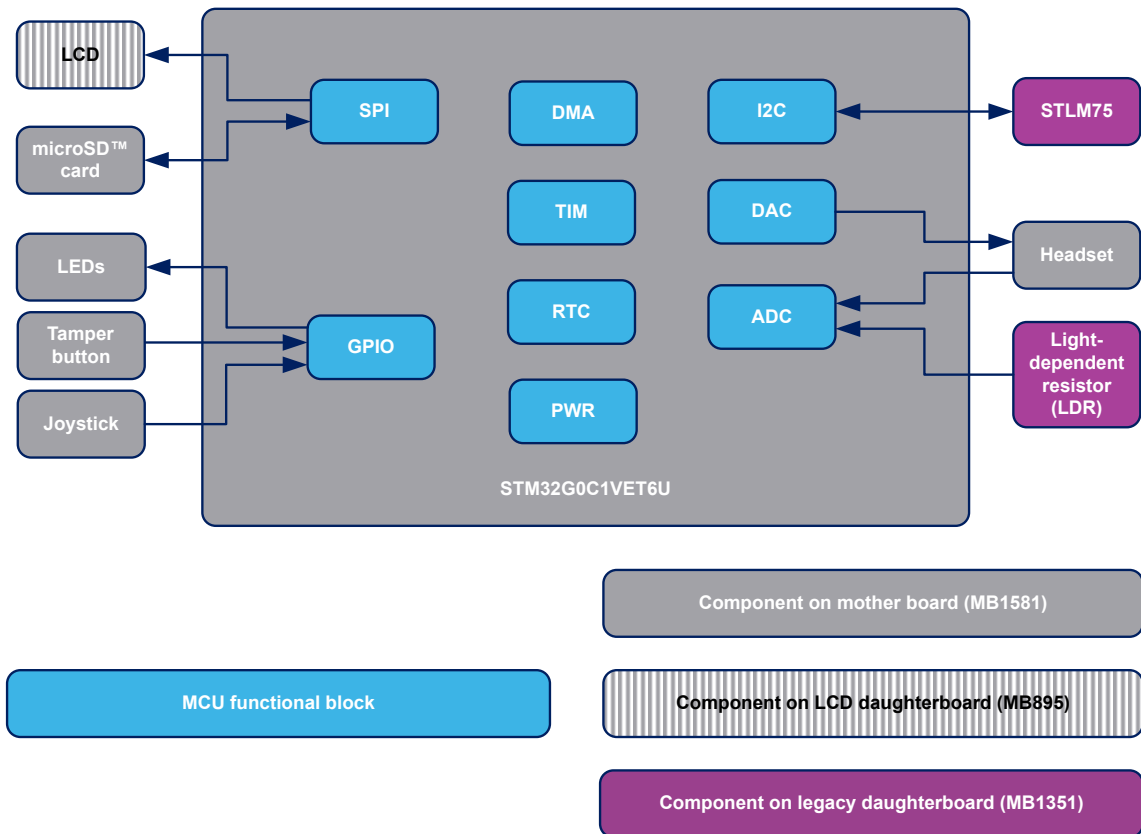 LCD
SPI
DMA
I2C
STLM75
microSD™
card
TIM
DAC
LEDs
Headset
Tamper
button
GPIO
RTC
ADC
Light-
dependent
resistor
(LDR)
Joystick
PWR
STM32G0C1VET6U
Component on mother board (MB1581)
MCU functional block
Component on LCD daughterboard (MB895)
Component on legacy daughterboard (MB1351)